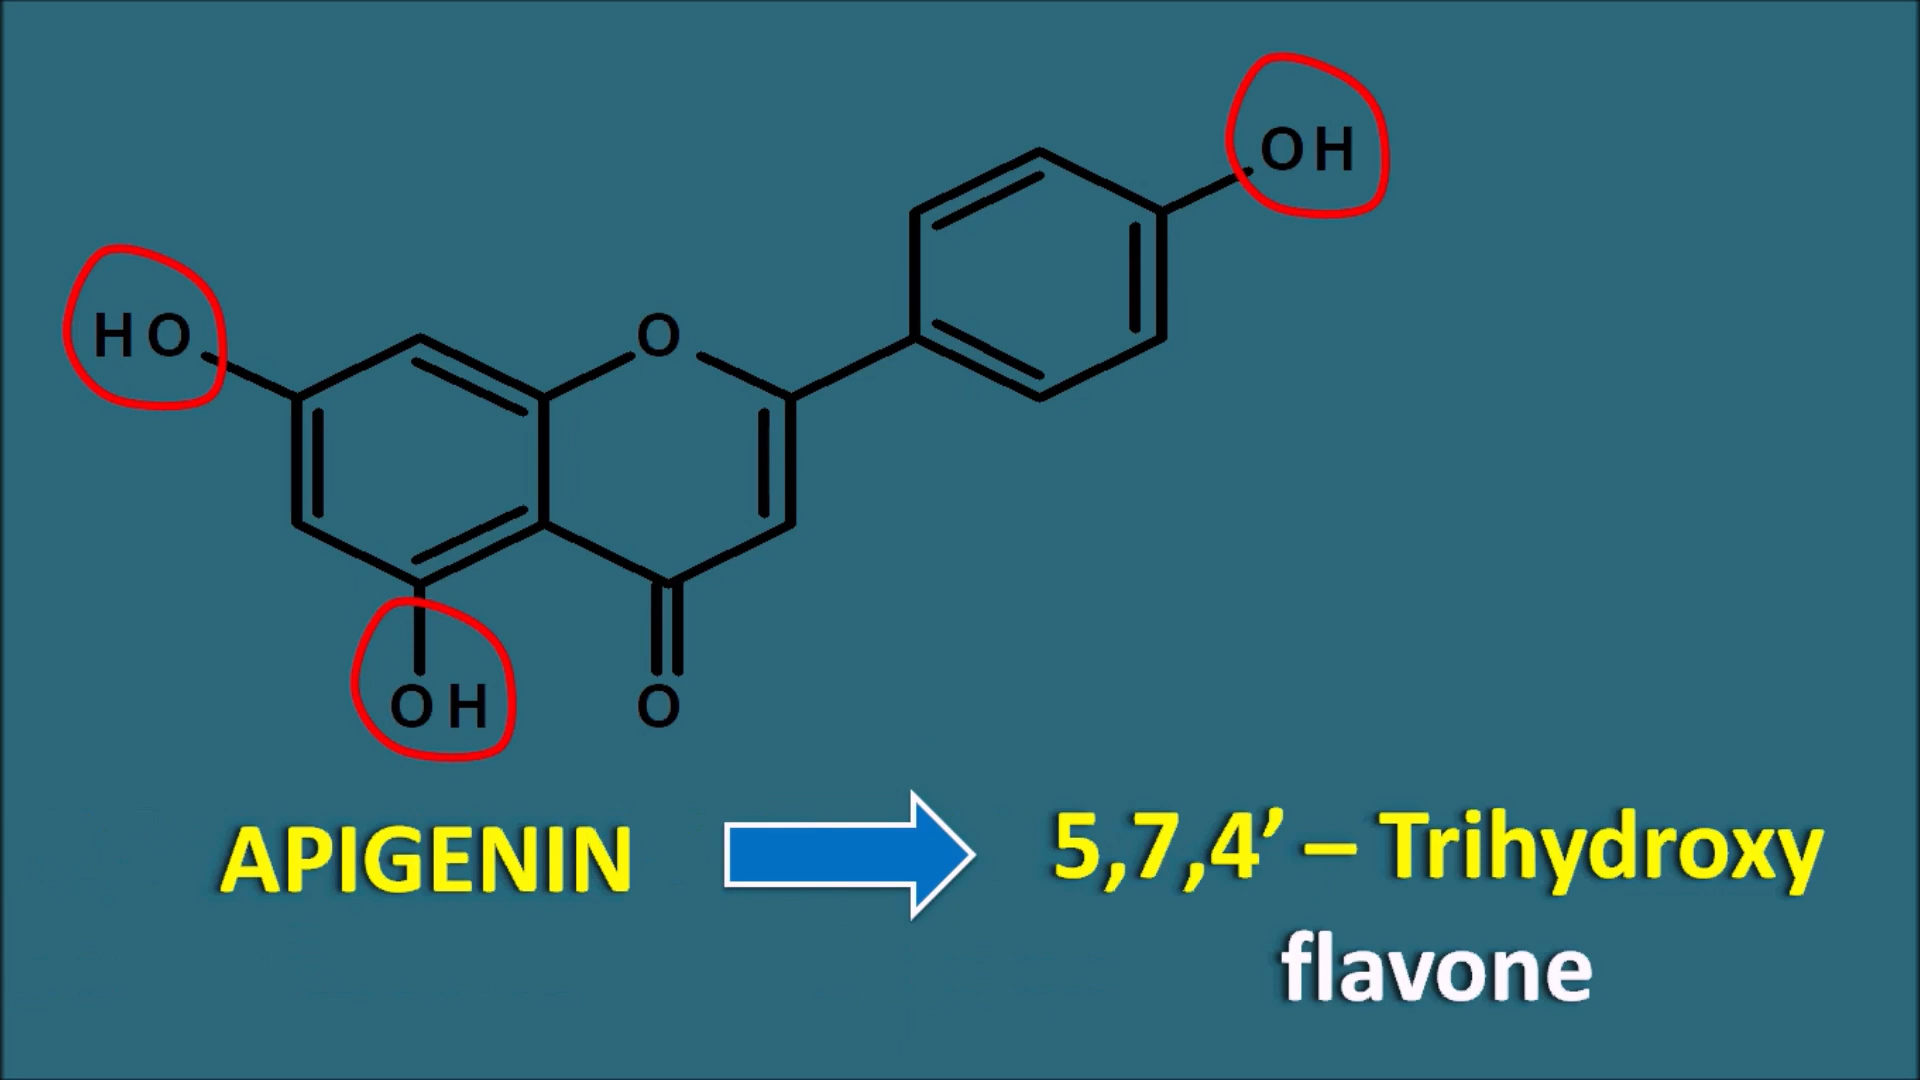 OH
HO
O
OH
O
APIGENIN
5,7,4’ – Trihydroxy
flavone